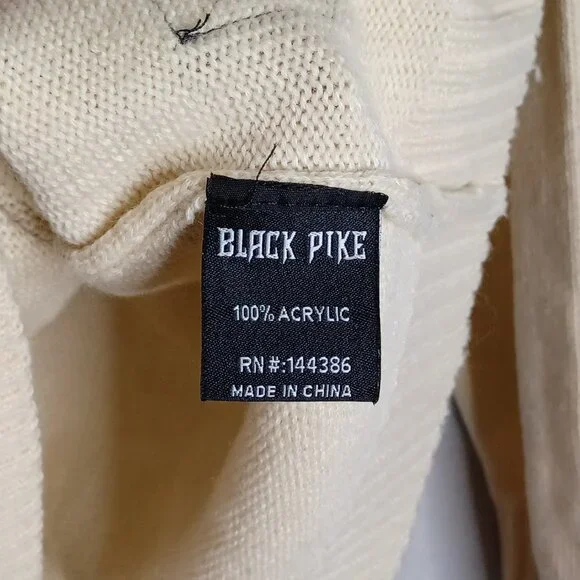 BLACK PIKE
100% ACRYLIC
RN#:144386
MADE IN CHINA